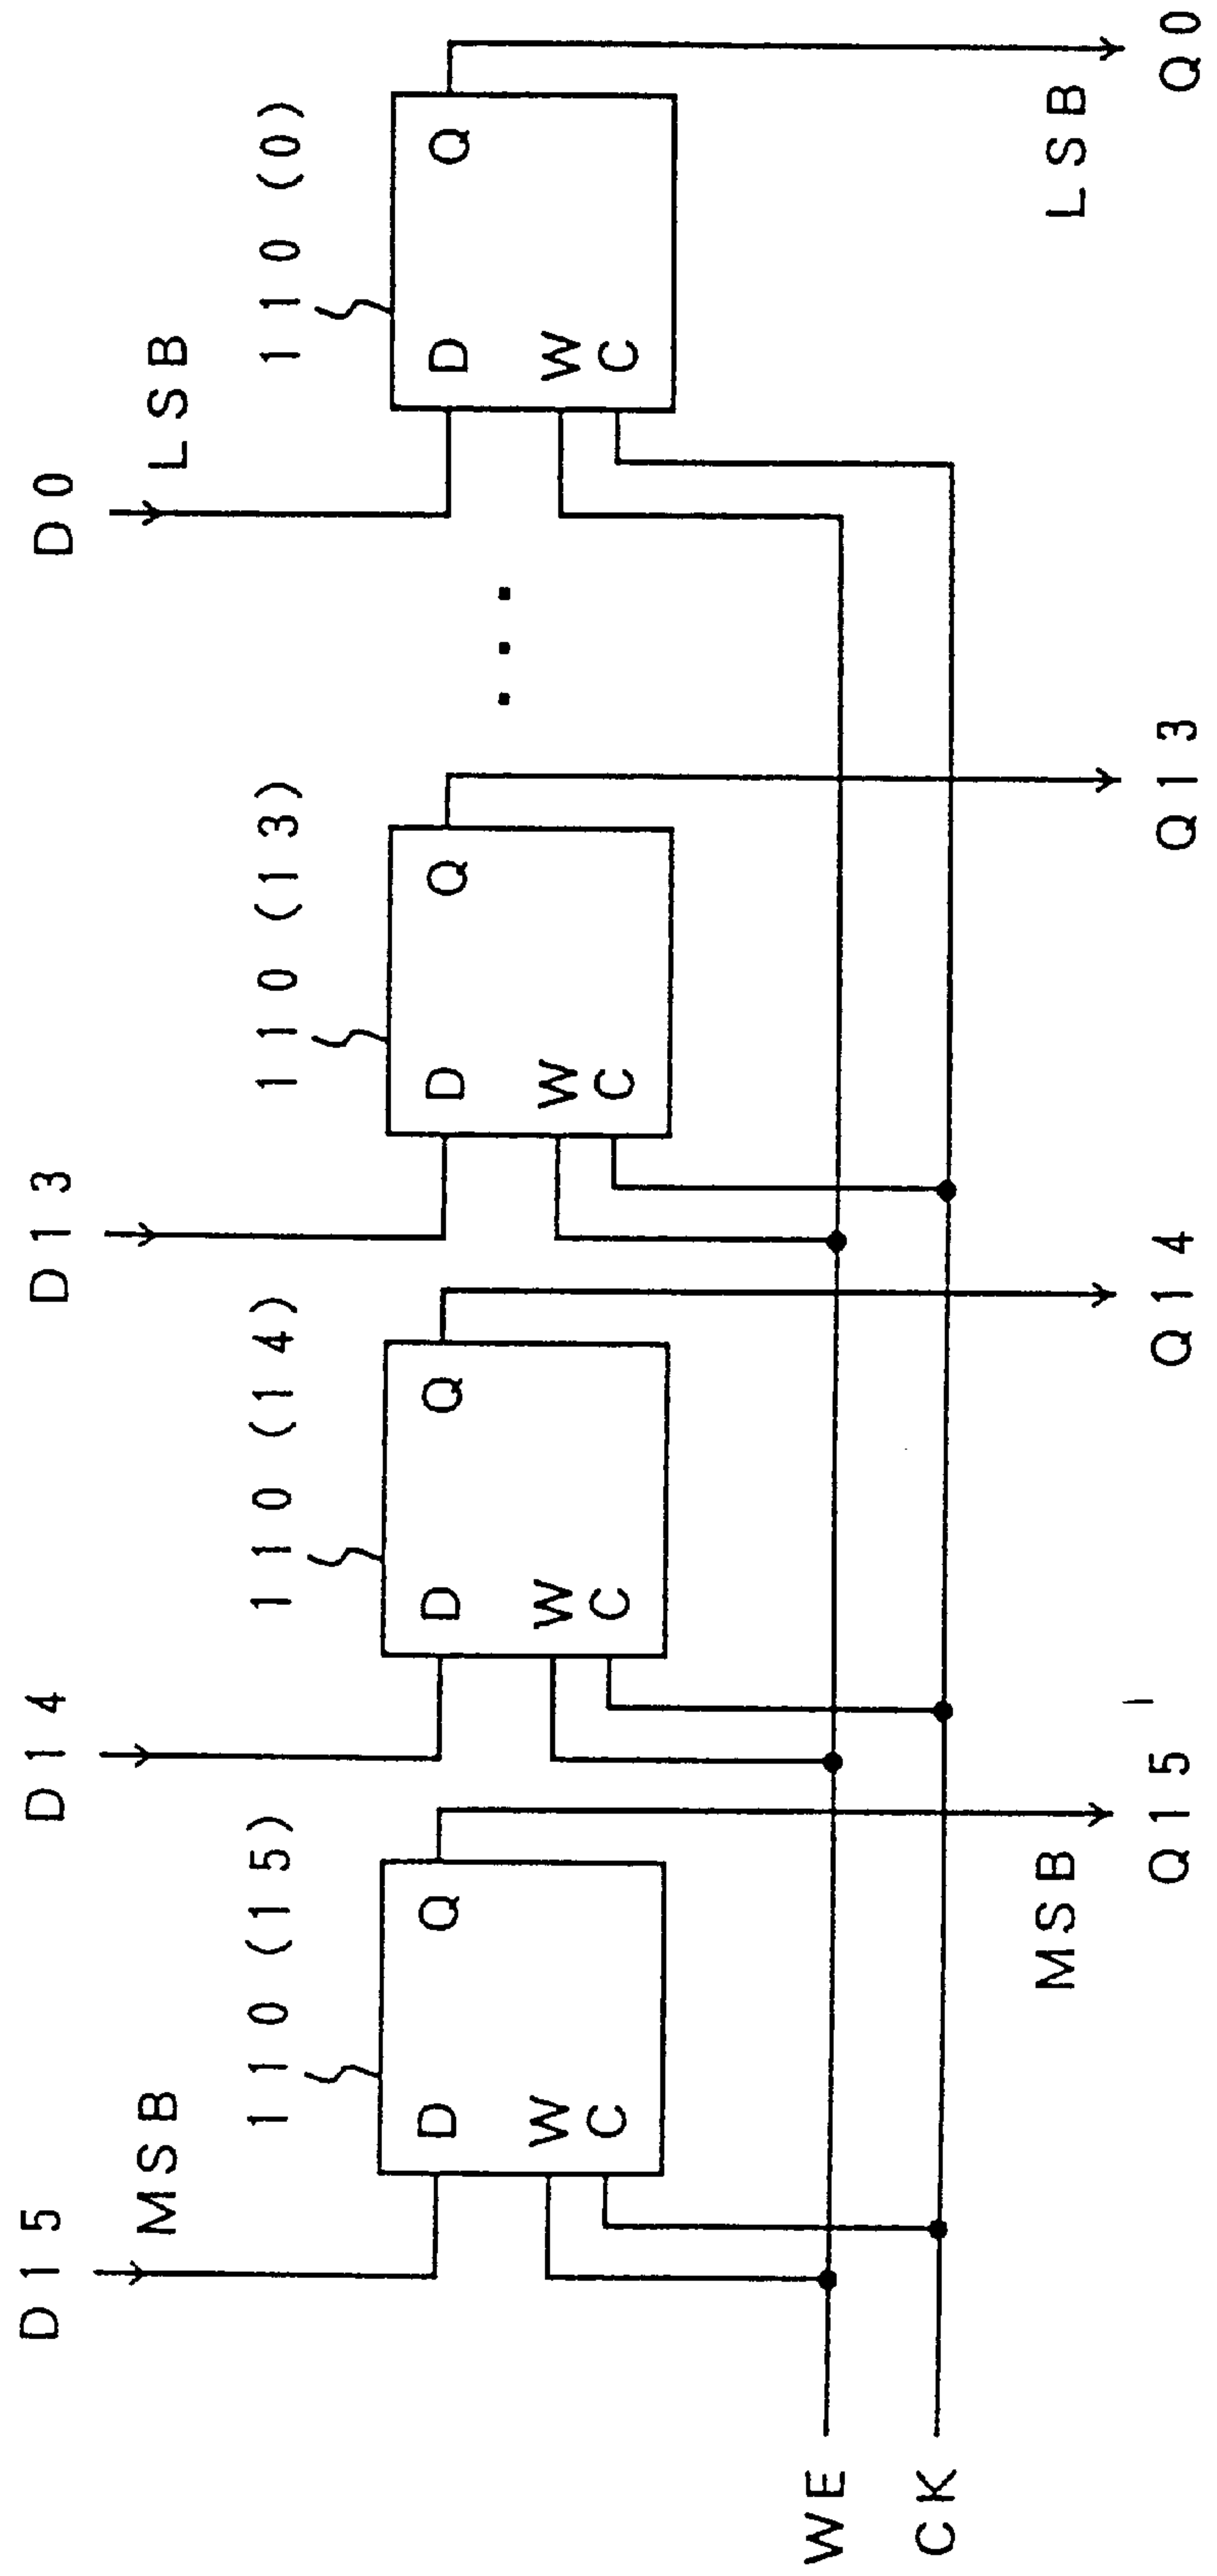 D15 D14 D13 D0
MSB LSB
110 (15) 110 (14) 110 (13) 110 (0)
D Q D Q D Q . . . D Q
W W W W
C C C C
WE
CK
MSB LSB
Q15 Q14 Q13 Q0